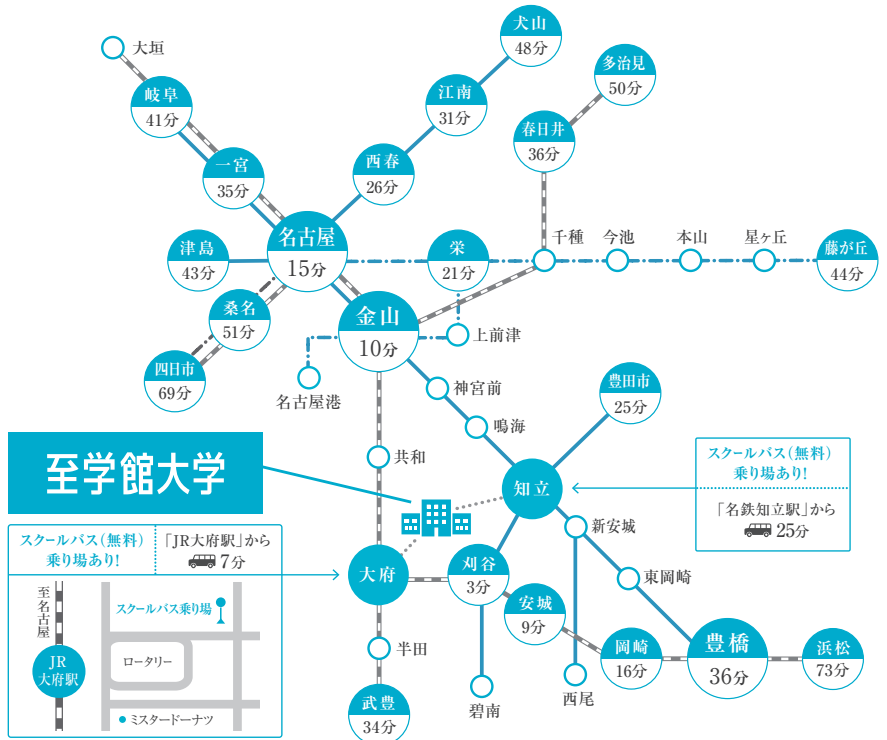 犬山
48分
大垣
多治見
50分
岐阜
41分
江南
31分
春日井
36分
一宮
35分
西春
26分
名古屋
15分
津島
43分
栄
21分
千種
今池
本山
星ヶ丘
藤が丘
44分
桑名
51分
金山
10分
上前津
四日市
69分
名古屋港
神宮前
豊田市
25分
鳴海
至学館大学
共和
知立
スクールバス(無料)
乗り場あり!
「名鉄知立駅」から
25分
新安城
スクールバス(無料)
乗り場あり!
「JR大府駅」から
7分
大府
刈谷
3分
東岡崎
安城
9分
至名古屋
スクールバス乗り場
ロータリー
JR
大府駅
ミスタードーナツ
半田
武豊
34分
碧南
西尾
岡崎
16分
豊橋
36分
浜松
73分